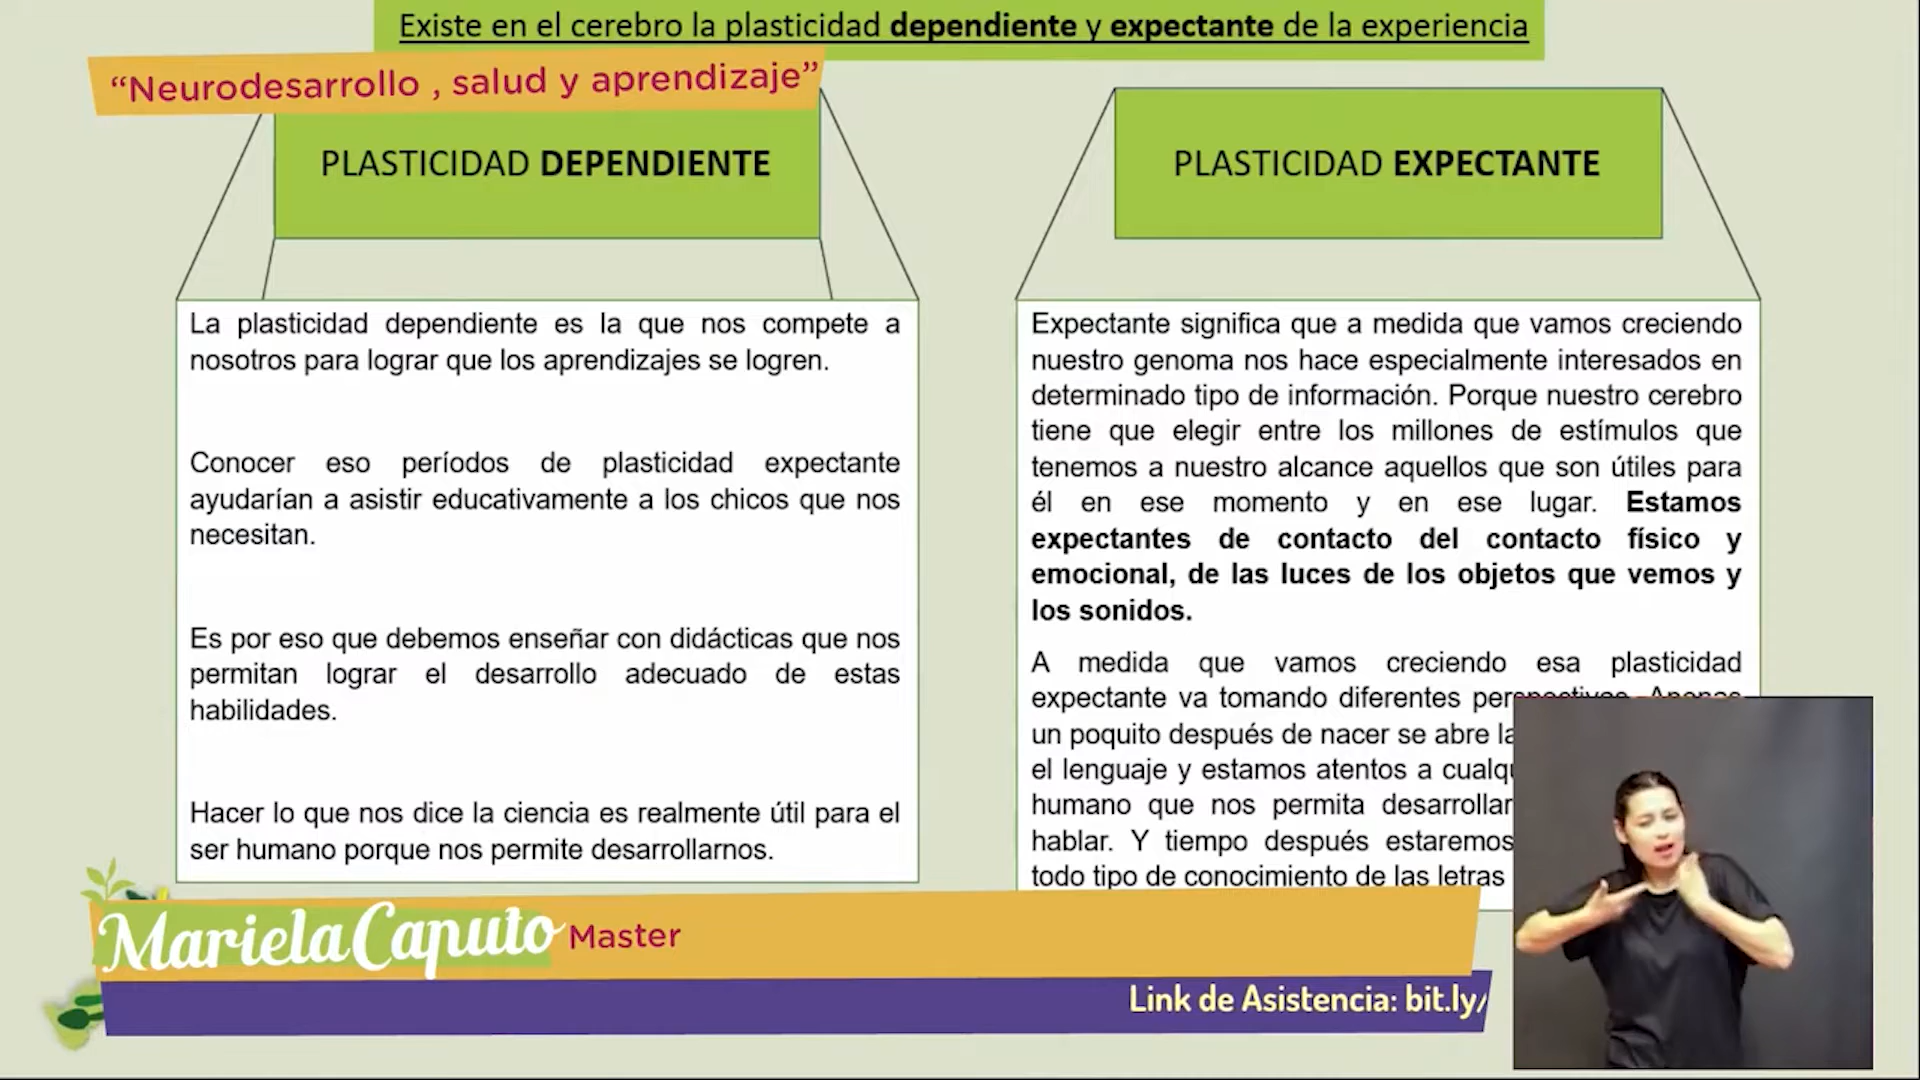 Existe en el cerebro la plasticidad dependiente y expectante de la experiencia
“Neurodesarrollo , salud y aprendizaje”
PLASTICIDAD DEPENDIENTE
La plasticidad dependiente es la que nos compete a
nosotros para lograr que los aprendizajes se logren.
Conocer eso períodos de plasticidad expectante
ayudarían a asistir educativamente a los chicos que nos
necesitan.
Es por eso que debemos enseñar con didácticas que nos
permitan lograr el desarrollo adecuado de estas
habilidades.
Hacer lo que nos dice la ciencia es realmente útil para el
ser humano porque nos permite desarrollarnos.
PLASTICIDAD EXPECTANTE
Expectante significa que a medida que vamos creciendo
nuestro genoma nos hace especialmente interesados en
determinado tipo de información. Porque nuestro cerebro
tiene que elegir entre los millones de estímulos que
tenemos a nuestro alcance aquellos que son útiles para
él en ese momento y en ese lugar. Estamos
expectantes de contacto del contacto físico y
emocional, de las luces de los objetos que vemos y
los sonidos.
A medida que vamos creciendo esa plasticidad
expectante va tomando diferentes perspectivas. Apenas
un poquito después de nacer se abre
el lenguaje y estamos atentos a
humano que nos permita desarrollar
hablar. Y tiempo después estaremos
todo tipo de conocimiento de las letras
Mariela Caputo Master
Link de Asistencia: bit.ly/